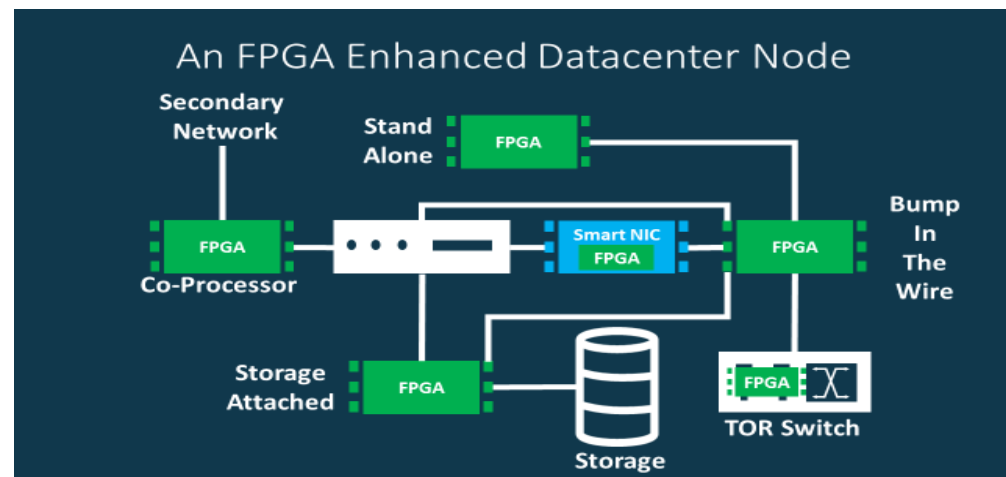 An FPGA Enhanced Datacenter Node
Secondary
Network
Stand
Alone
FPGA
FPGA
Co-Processor
Smart NIC
FPGA
FPGA
Bump
In
The
Wire
Storage
Attached
FPGA
Storage
FPGA
TOR Switch